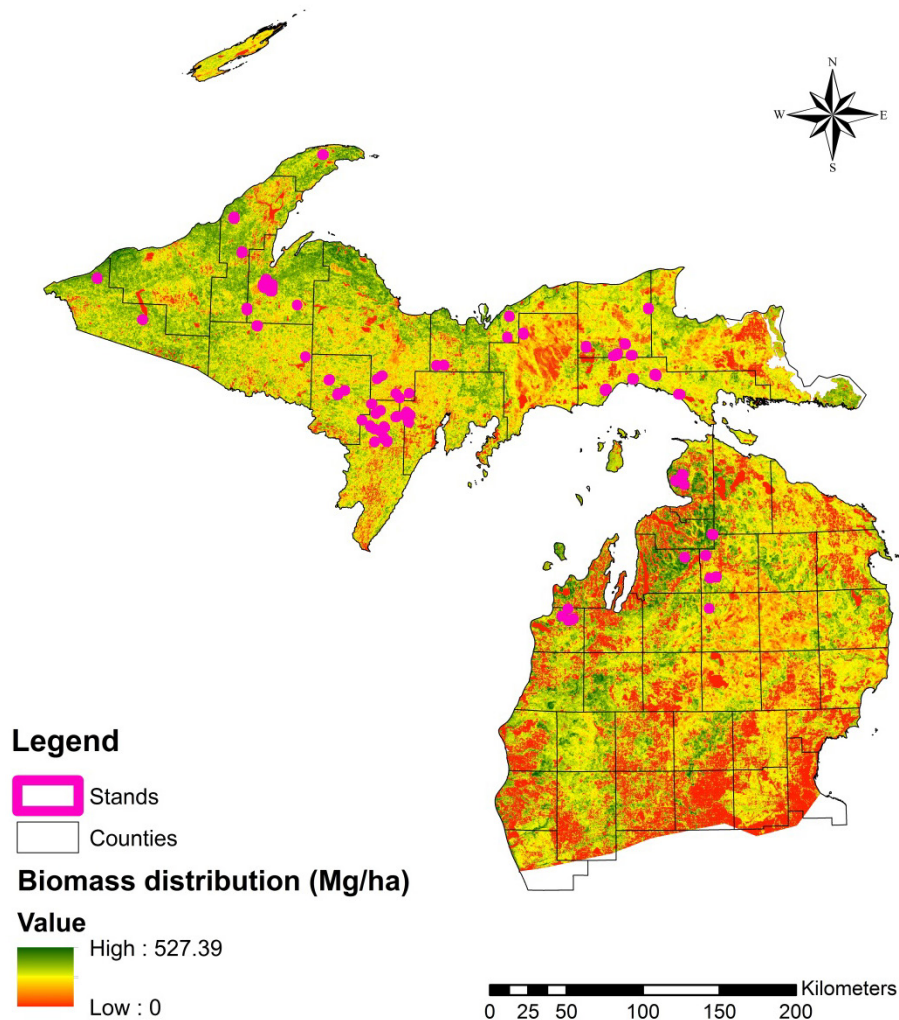 N
W E
S
Legend
Stands
Counties
Biomass distribution (Mg/ha)
Value
High : 527.39
Low : 0
Kilometers
0 25 50 100 150 200